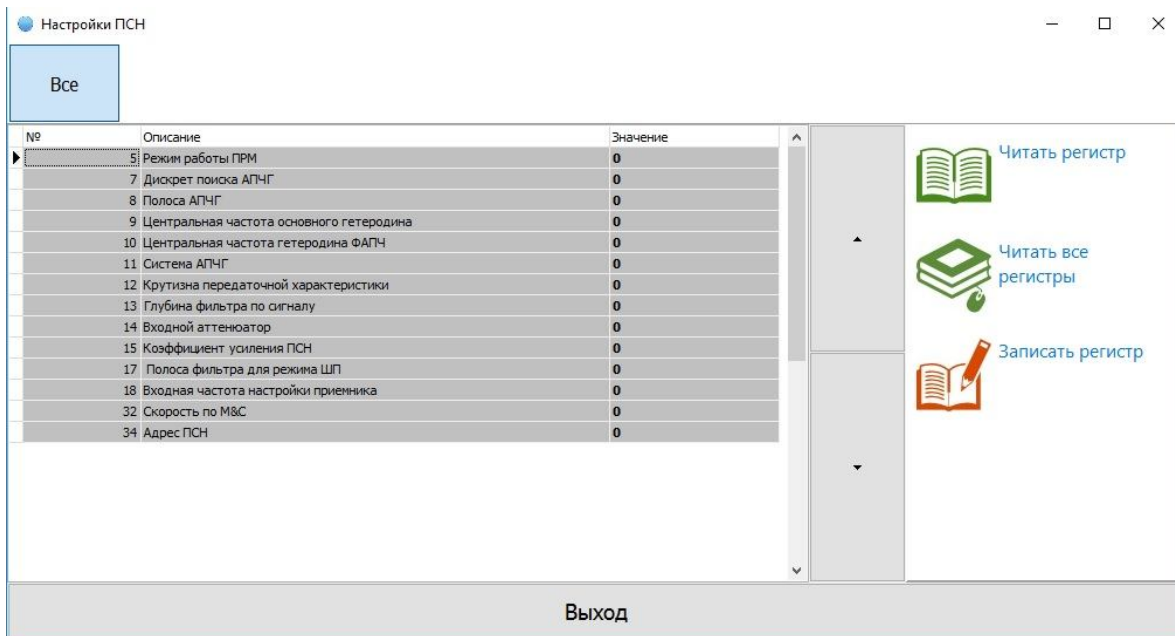 Настройки ПСН
Все
№ Описание Значение
5 Режим работы ПРМ 0
7 Дискрет поиска АПЧГ 0
8 Полоса АПЧГ 0
9 Центральная частота основного гетеродина 0
10 Центральная частота гетеродина ФАПЧ 0
11 Система АПЧГ 0
12 Крутизна передаточной характеристики 0
13 Глубина фильтра по сигналу 0
14 Входной аттенюатор 0
15 Коэффициент усиления ПСН 0
17 Полоса фильтра для режима ШП 0
18 Входная частота настройки приемника 0
32 Скорость по M&C 0
34 Адрес ПСН 0
Читать регистр
Читать все
регистры
Записать регистр
Выход